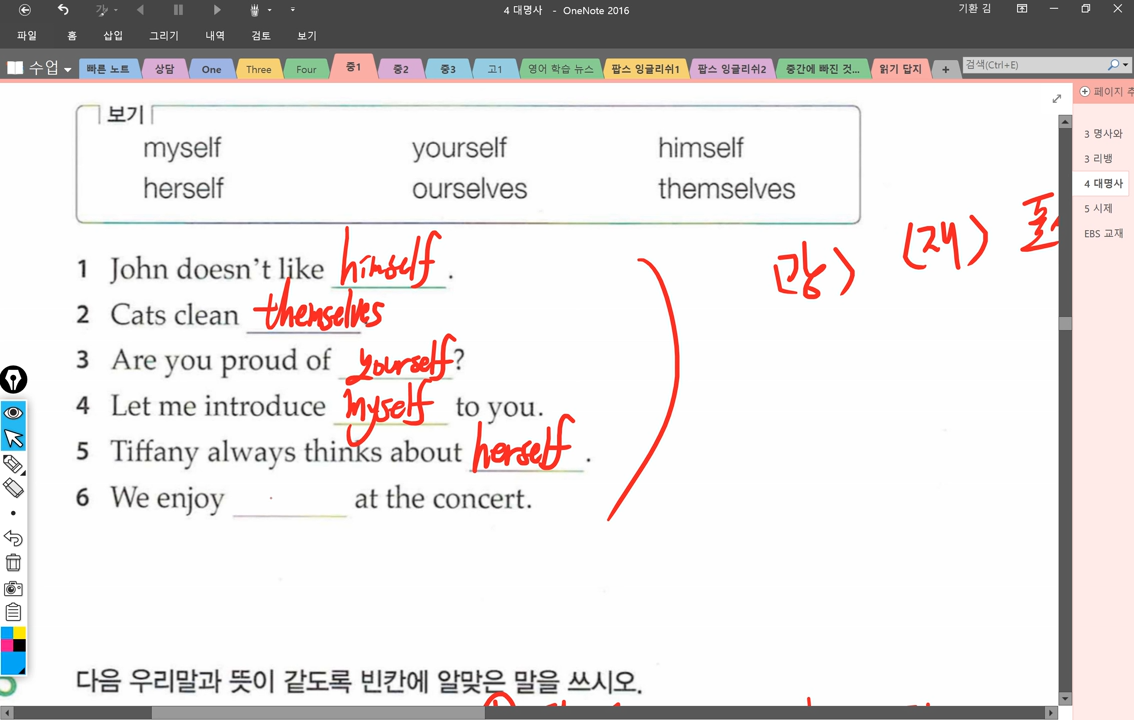 4 대명사 - OneNote 2016
기환 김
파일 홈 삽입 그리기 내역 검토 보기
수업 빠른 노트 상담 One Three Four 중1 중2 중3 고1 영어 학습 뉴스 팝스 잉글리쉬1 팝스 잉글리쉬2 중간에 빠진 것... 읽기 답지 + 검색(Ctrl+E)
페이지 추
3 명사와
3 리뱅
4 대명사
5 시제
EBS 교재
보기
myself yourself himself
herself ourselves themselves
(강) (재)
1 John doesn't like himself .
2 Cats clean themselves
3 Are you proud of yourself?
4 Let me introduce myself to you.
5 Tiffany always thinks about herself .
6 We enjoy at the concert.
다음 우리말과 뜻이 같도록 빈칸에 알맞은 말을 쓰시오.